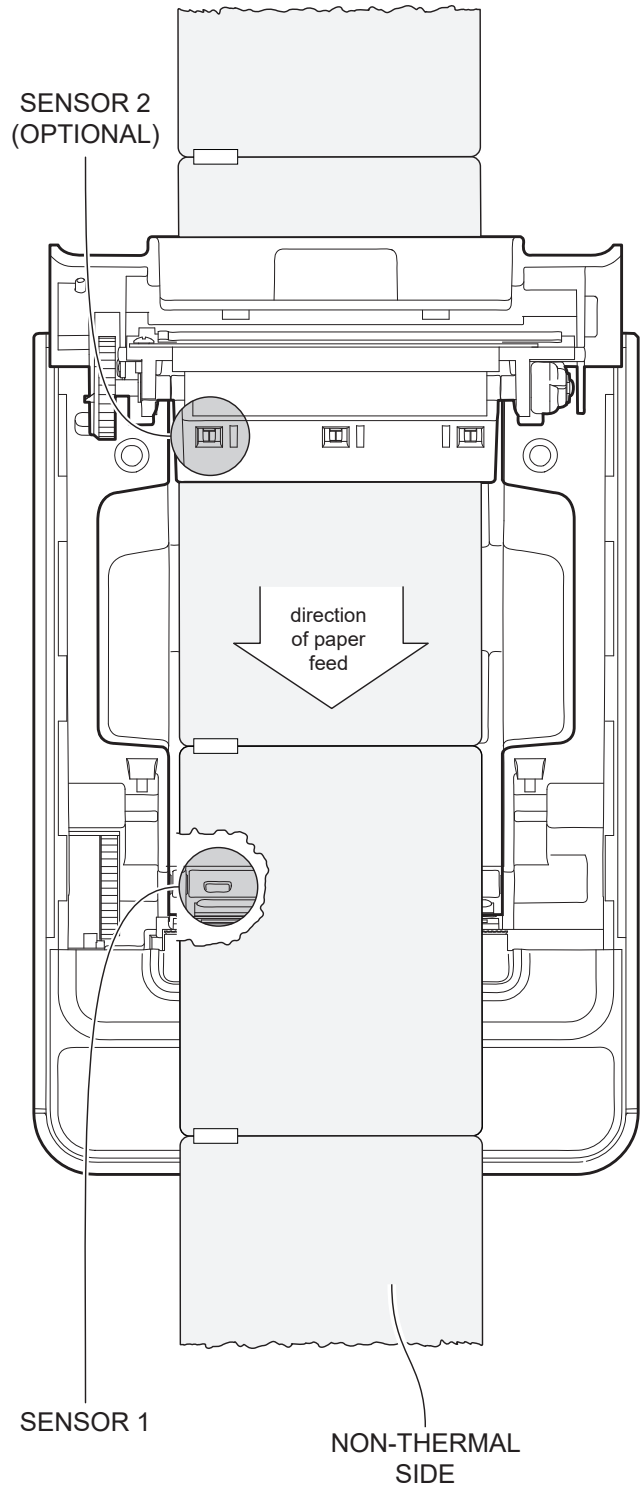 SENSOR 2
(OPTIONAL)
direction
of paper
feed
SENSOR 1
NON-THERMAL
SIDE